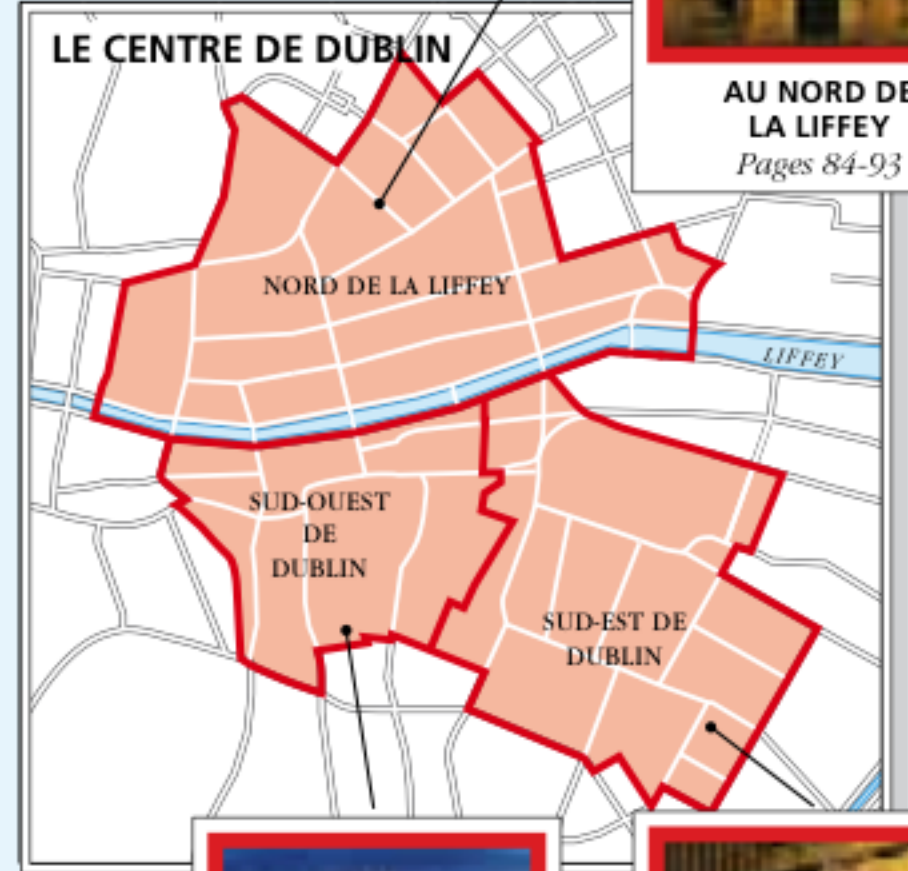 LE CENTRE DE DUBLIN
AU NORD DE
LA LIFFEY
Pages 84-93
NORD DE LA LIFFEY
LIFFEY
SUD-OUEST
DE
DUBLIN
SUD-EST DE
DUBLIN